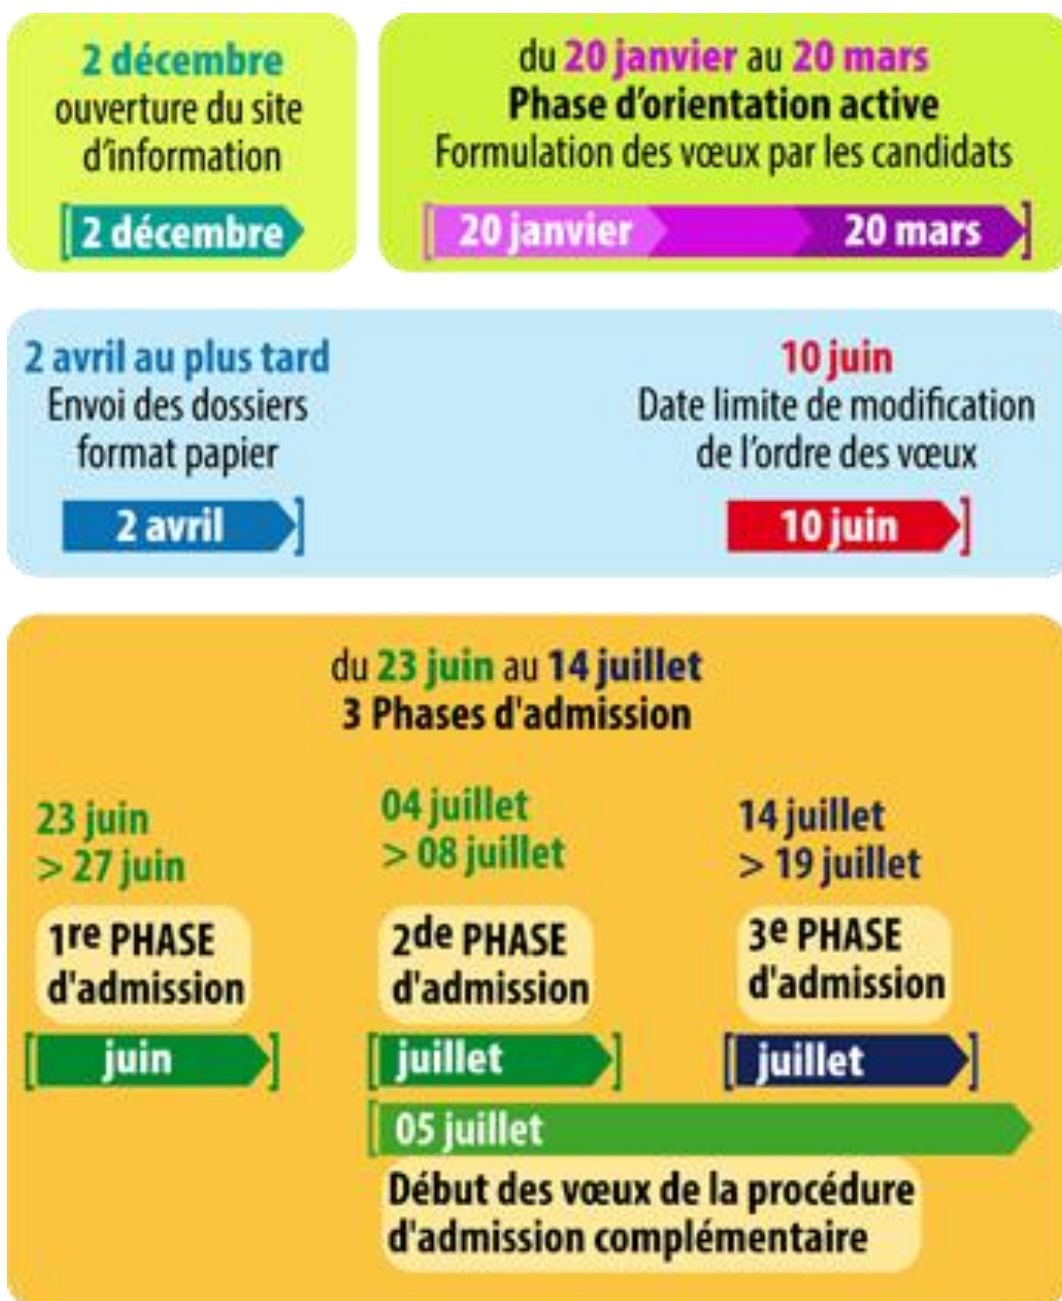 2 décembre
ouverture du site
d'information
2 décembre
du 20 janvier au 20 mars
Phase d'orientation active
Formulation des vœux par les candidats
20 janvier
20 mars
2 avril au plus tard
Envoi des dossiers
format papier
2 avril
10 juin
Date limite de modification
de l'ordre des vœux
10 juin
du 23 juin au 14 juillet
3 Phases d'admission
23 juin
> 27 juin
1re PHASE
d'admission
juin
04 juillet
> 08 juillet
2de PHASE
d'admission
juillet
14 juillet
> 19 juillet
3e PHASE
d'admission
juillet
05 juillet
Début des vœux de la procédure
d'admission complémentaire